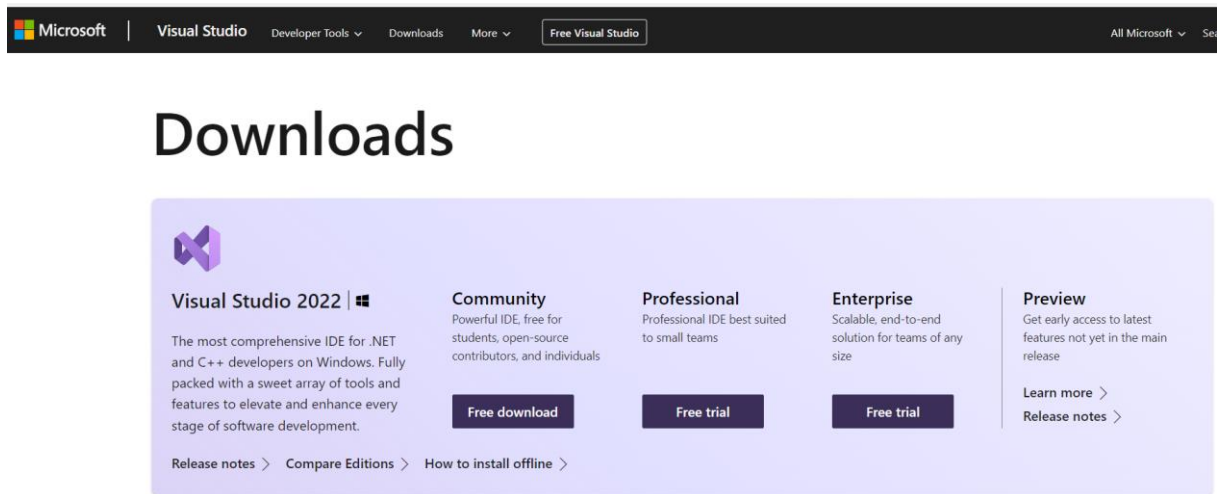 Microsoft
Visual Studio
Developer Tools
Downloads
More
Free Visual Studio
All Microsoft
Downloads
Visual Studio 2022
The most comprehensive IDE for .NET
and C++ developers on Windows. Fully
packed with a sweet array of tools and
features to elevate and enhance every
stage of software development.
Community
Powerful IDE, free for
students, open-source
contributors, and individuals
Free download
Professional
Professional IDE best suited
to small teams
Free trial
Enterprise
Scalable, end-to-end
solution for teams of any
size
Free trial
Preview
Get early access to latest
features not yet in the main
release
Learn more
Release notes
Release notes
Compare Editions
How to install offline